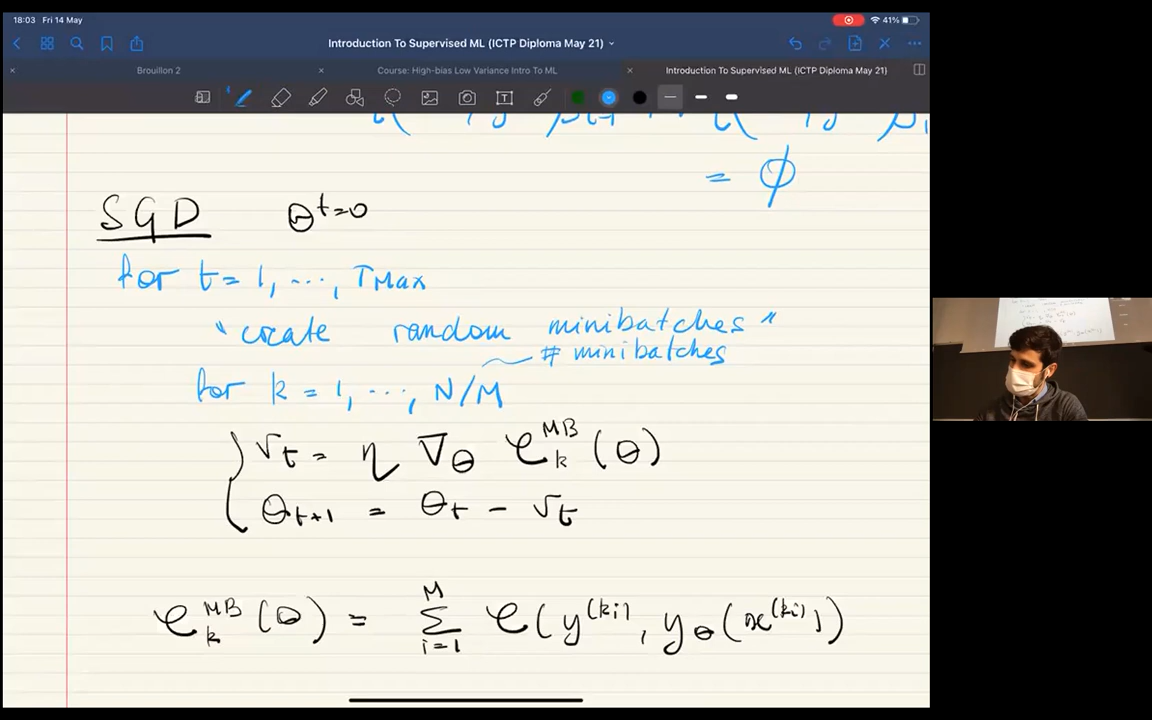 18:03 Fri 14 May
41%
Introduction To Supervised ML (ICTP Diploma May 21)
Brouillon 2
Course: High-bias Low Variance Intro To ML
Introduction To Supervised ML (ICTP Diploma May 21)
= ϕ
SGD θ^{t=0}
for t = 1, ..., TMax
"create random minibatches"
# minibatches
for k = 1, ..., N/M
v_t = η ∇_θ C_k^{MB}(θ)
θ_{t+1} = θ_t - v_t
C_k^{MB}(θ) = Σ_{i=1}^{M} C(y^{(ki)}, y_θ(x^{(ki)}))